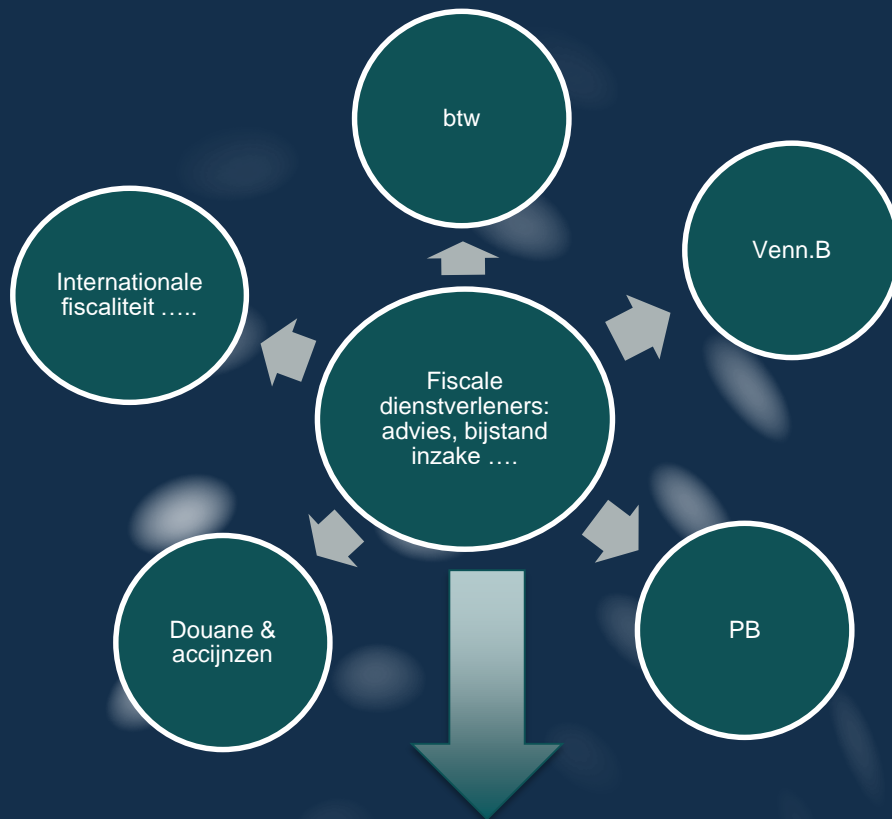 btw
Venn.B
Internationale
fiscaliteit …..
Fiscale
dienstverleners:
advies, bijstand
inzake ….
Douane &
accijnzen
PB